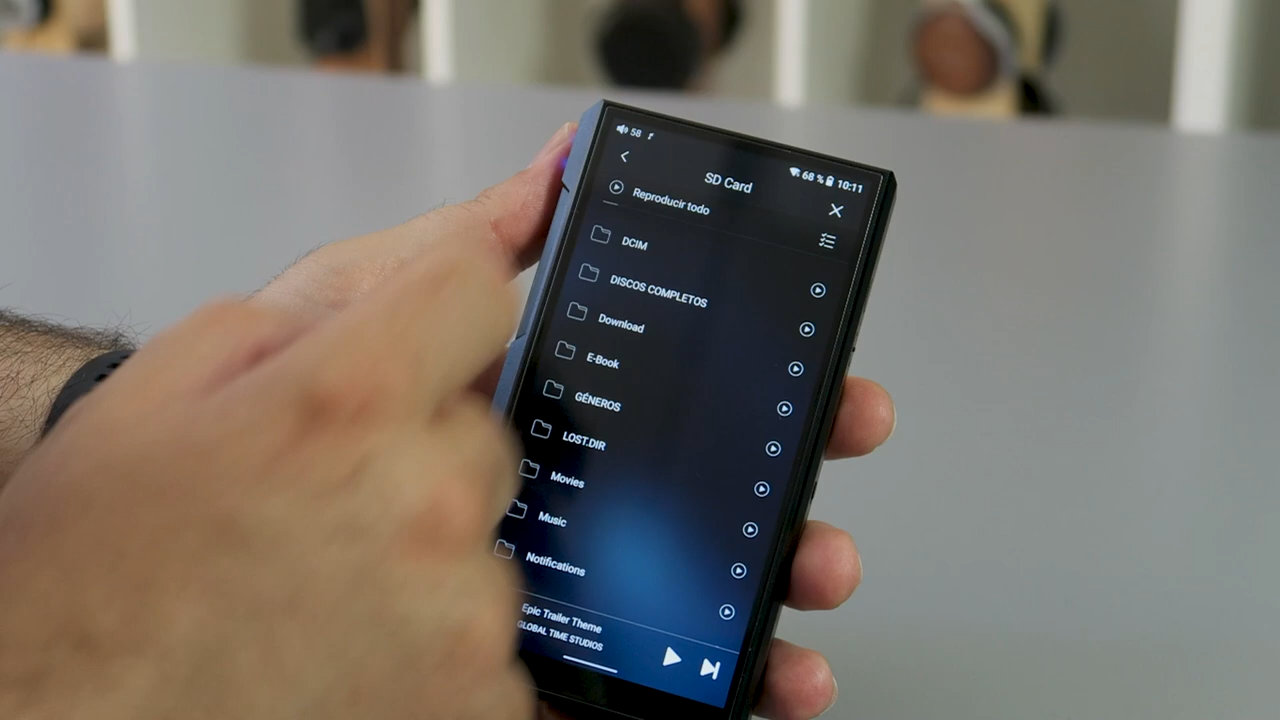 58
68 % 10:11
SD Card
Reproducir todo
DCIM
DISCOS COMPLETOS
Download
E-Book
GÉNEROS
LOST.DIR
Movies
Music
Notifications
Epic Trailer Theme
GLOBAL TIME STUDIOS